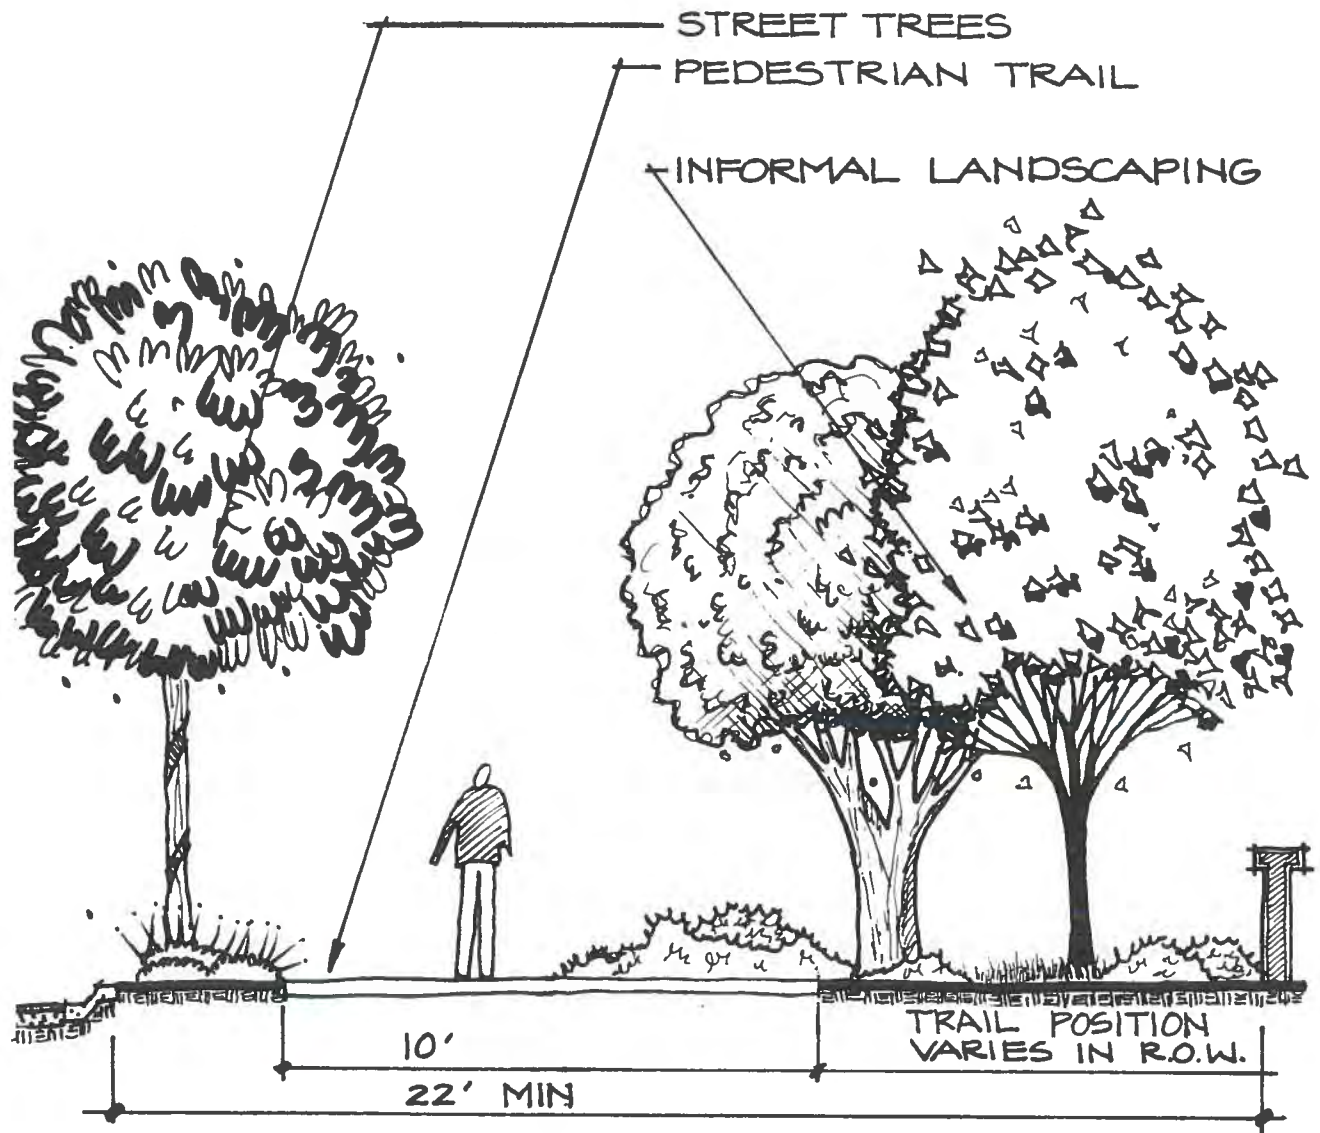 STREET TREES
PEDESTRIAN TRAIL
INFORMAL LANDSCAPING
TRAIL POSITION
VARIES IN R.O.W.
10'
22' MIN